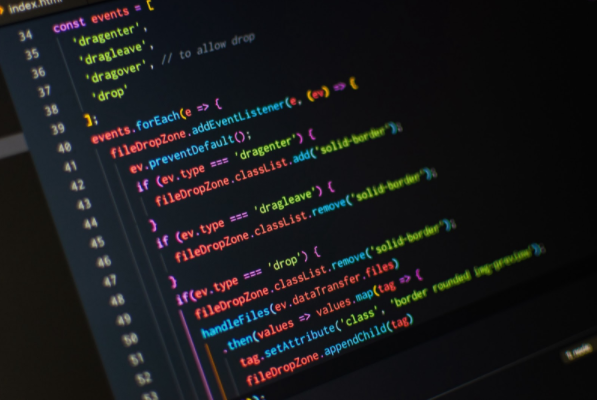 index.html
34 const events = [
35 'dragenter',
36 'dragleave',
37 'dragover', // to allow drop
38 'drop'
39 ];
40 events.forEach(e => {
41 fileDropZone.addEventListener(e, (ev) => {
42 ev.preventDefault();
43 if (ev.type === 'dragenter') {
44 fileDropZone.classList.add('solid-border');
45 }
46 if (ev.type === 'dragleave') {
47 fileDropZone.classList.remove('solid-border');
48 }
49 if(ev.type === 'drop') {
50 fileDropZone.classList.remove('solid-border');
51 handleFiles(ev.dataTransfer.files)
52 .then(values => values.map(tag => {
53 tag.setAttribute('class', 'border rounded img-preview');
fileDropZone.appendChild(tag)